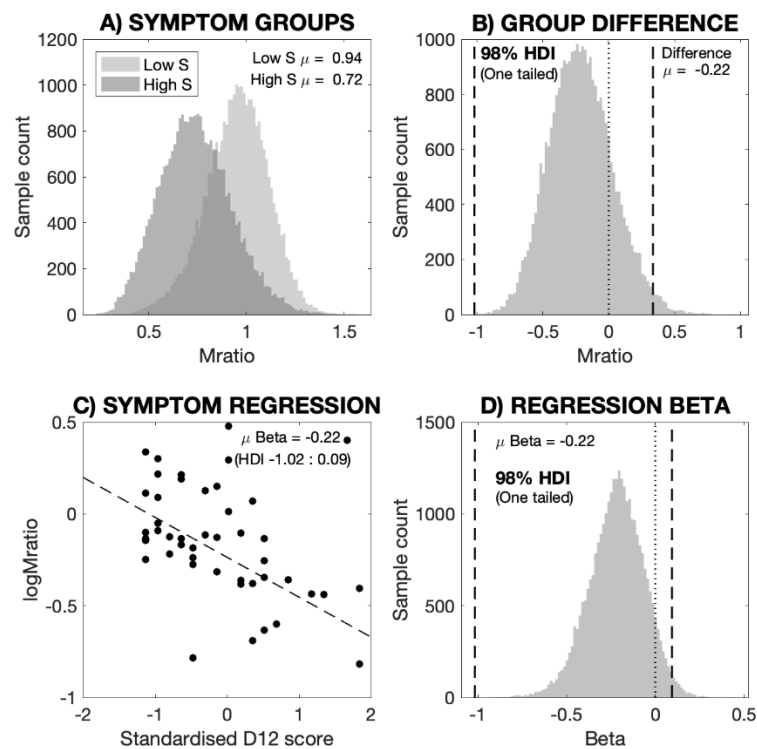 A) SYMPTOM GROUPS
1200
1000
800
600
400
200
0
Sample count
Low S
High S
Low S μ = 0.94
High S μ = 0.72
0.5
1
1.5
Mratio
B) GROUP DIFFERENCE
1000
800
600
400
200
0
Sample count
98% HDI
(One tailed)
Difference
μ = -0.22
-1
-0.5
0
0.5
1
Mratio
C) SYMPTOM REGRESSION
0.5
0
-0.5
-1
logMratio
μ Beta = -0.22
(HDI -1.02 : 0.09)
-2
-1
0
1
2
Standardised D12 score
D) REGRESSION BETA
1500
1000
500
0
Sample count
μ Beta = -0.22
98% HDI
(One tailed)
-1
-0.5
0
0.5
Beta